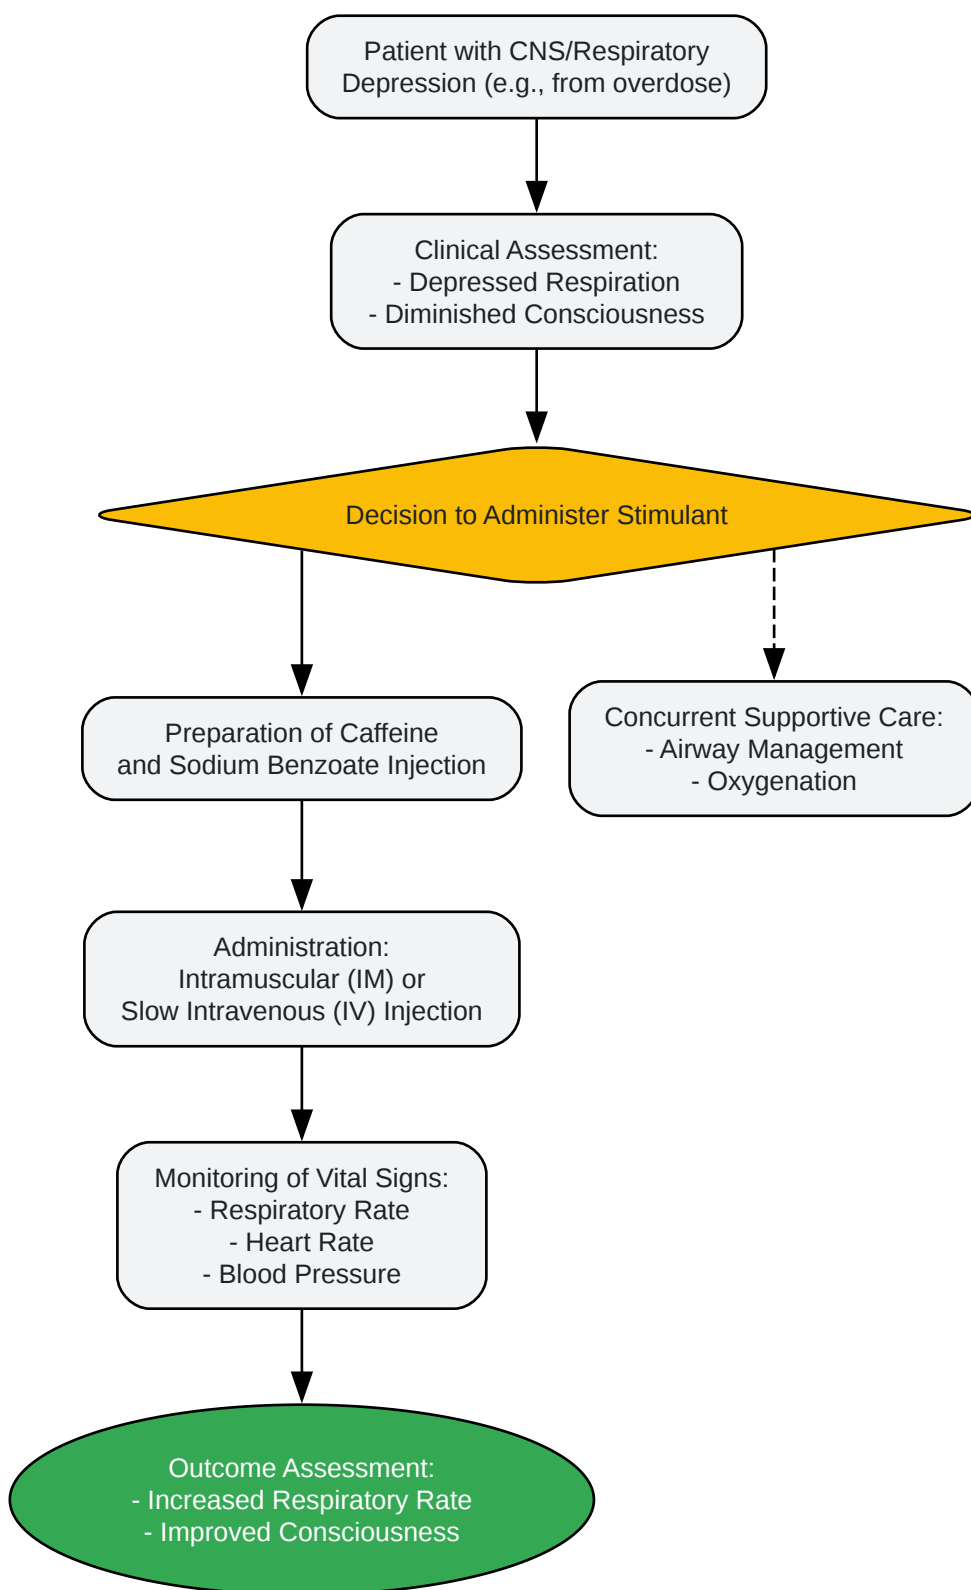 Patient with CNS/Respiratory
Depression (e.g., from overdose)
Clinical Assessment:
- Depressed Respiration
- Diminished Consciousness
Decision to Administer Stimulant
Preparation of Caffeine
and Sodium Benzoate Injection
Concurrent Supportive Care:
- Airway Management
- Oxygenation
Administration:
Intramuscular (IM) or
Slow Intravenous (IV) Injection
Monitoring of Vital Signs:
- Respiratory Rate
- Heart Rate
- Blood Pressure
Outcome Assessment:
- Increased Respiratory Rate
- Improved Consciousness